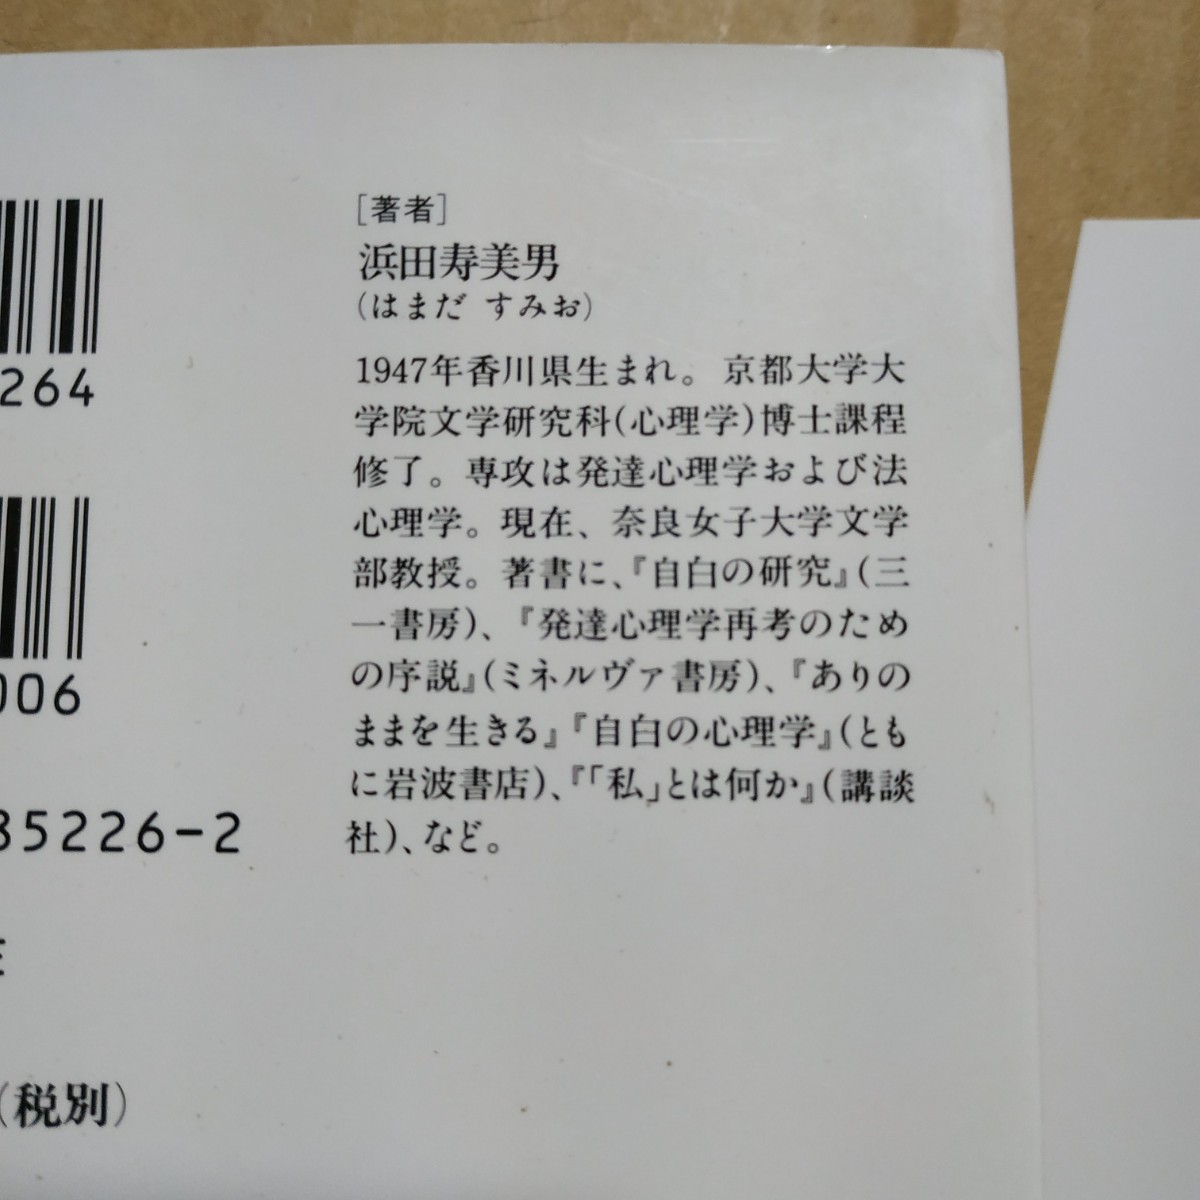 [著者]
浜田寿美男
(はまだ すみお)
1947年香川県生まれ。京都大学大
学院文学研究科(心理学)博士課程
修了。専攻は発達心理学および法
心理学。現在、奈良女子大学文学
部教授。著書に、『自白の研究』(三
一書房)、『発達心理学再考のため
の序説』(ミネルヴァ書房)、『ありの
ままを生きる』『自白の心理学』(とも
に岩波書店)、『「私」とは何か』(講談
社)、など。
264
006
85226-2
(税別)